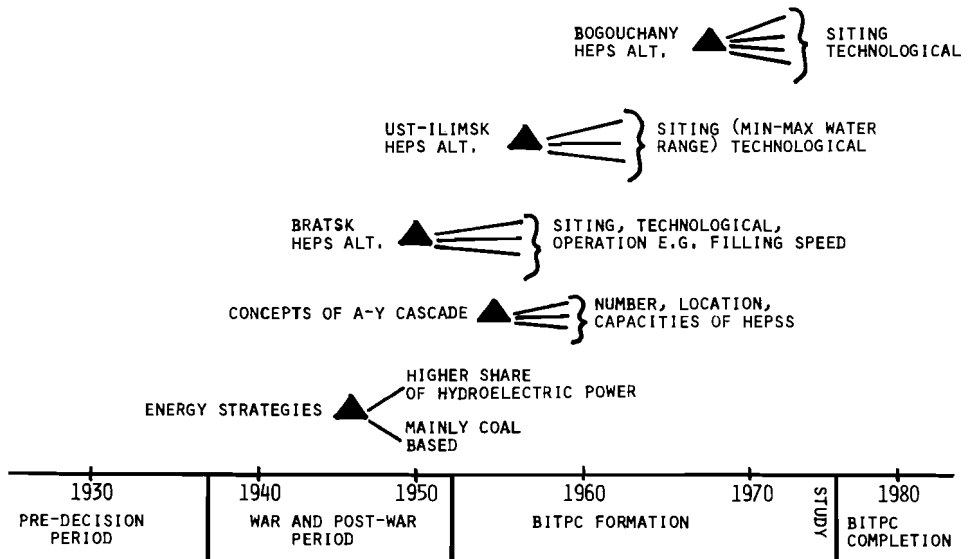 BOGOUCHANY
HEPS ALT.
SITING
TECHNOLOGICAL
UST-ILIMSK
HEPS ALT.
SITING (MIN-MAX WATER
RANGE) TECHNOLOGICAL
BRATSK
HEPS ALT.
SITING, TECHNOLOGICAL,
OPERATION E.G. FILLING SPEED
CONCEPTS OF A-Y CASCADE
NUMBER, LOCATION,
CAPACITIES OF HEPSS
ENERGY STRATEGIES
HIGHER SHARE
OF HYDROELECTRIC POWER
MAINLY COAL
BASED
1930
1940
1950
1960
1970
1980
PRE-DECISION
PERIOD
WAR AND POST-WAR
PERIOD
BITPC FORMATION
STUDY
BITPC
COMPLETION